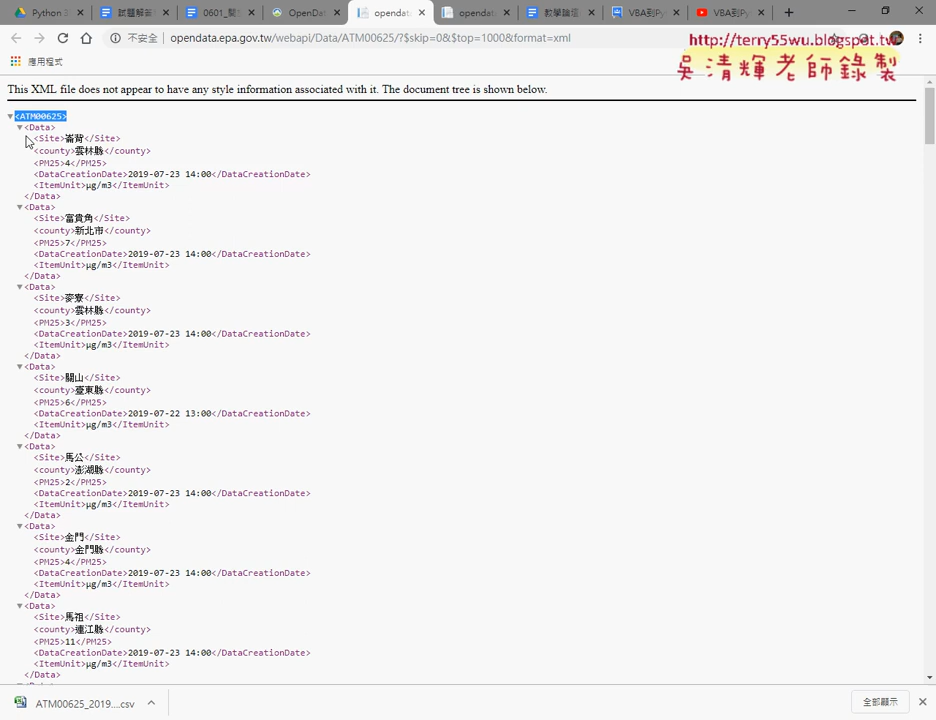 Python 3
試題解析
0601_開
OpenDat
opendat
opendat
教學論壇
VBA到Py
VBA到Py
不安全
opendata.epa.gov.tw/webapi/Data/ATM00625/?$skip=0&$top=1000&format=xml
http://terry55wu.blogspot.tw
吳清輝老師錄製
應用程式
This XML file does not appear to have any style information associated with it. The document tree is shown below.
<ATM00625>
<Data>
<Site>崙背</Site>
<county>雲林縣</county>
<PM25>4</PM25>
<DataCreationDate>2019-07-23 14:00</DataCreationDate>
<ItemUnit>μg/m3</ItemUnit>
</Data>
<Data>
<Site>富貴角</Site>
<county>新北市</county>
<PM25>7</PM25>
<DataCreationDate>2019-07-23 14:00</DataCreationDate>
<ItemUnit>μg/m3</ItemUnit>
</Data>
<Data>
<Site>麥寮</Site>
<county>雲林縣</county>
<PM25>3</PM25>
<DataCreationDate>2019-07-23 14:00</DataCreationDate>
<ItemUnit>μg/m3</ItemUnit>
</Data>
<Data>
<Site>關山</Site>
<county>臺東縣</county>
<PM25>6</PM25>
<DataCreationDate>2019-07-22 13:00</DataCreationDate>
<ItemUnit>μg/m3</ItemUnit>
</Data>
<Data>
<Site>馬公</Site>
<county>澎湖縣</county>
<PM25>2</PM25>
<DataCreationDate>2019-07-23 14:00</DataCreationDate>
<ItemUnit>μg/m3</ItemUnit>
</Data>
<Data>
<Site>金門</Site>
<county>金門縣</county>
<PM25>4</PM25>
<DataCreationDate>2019-07-23 14:00</DataCreationDate>
<ItemUnit>μg/m3</ItemUnit>
</Data>
<Data>
<Site>馬祖</Site>
<county>連江縣</county>
<PM25>11</PM25>
<DataCreationDate>2019-07-23 14:00</DataCreationDate>
<ItemUnit>μg/m3</ItemUnit>
</Data>
ATM00625_2019....csv
全部顯示